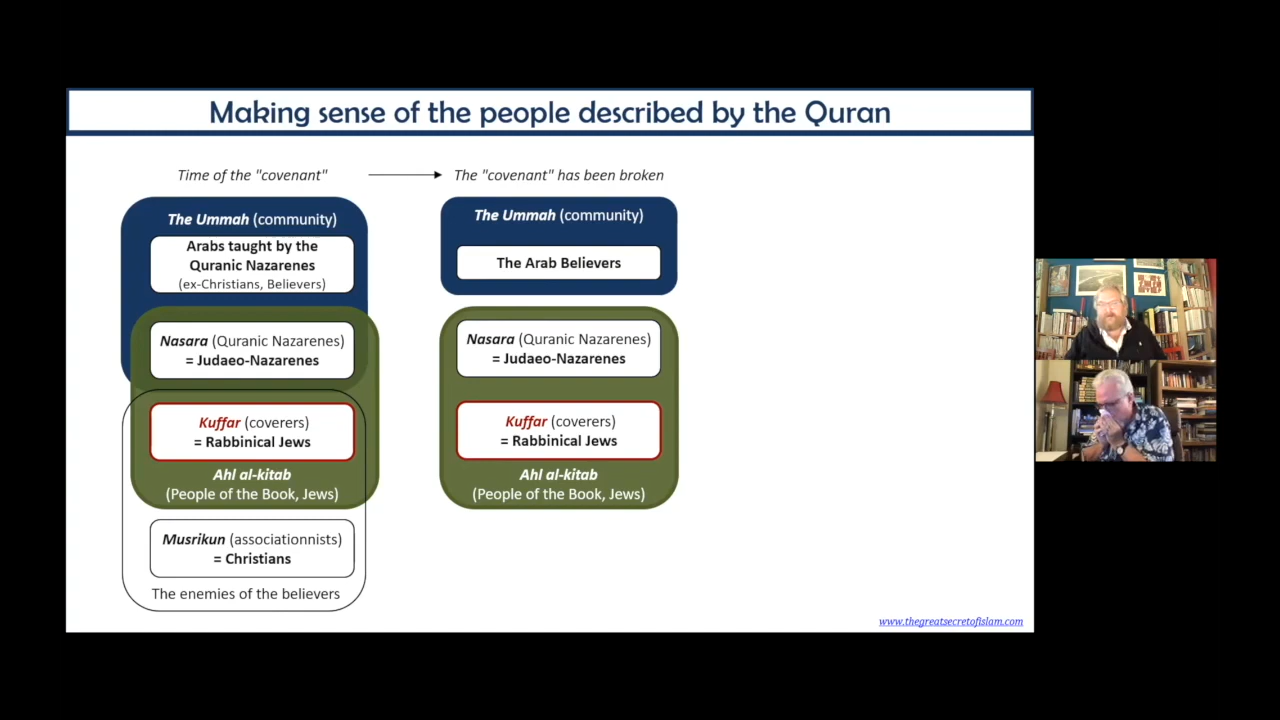 Making sense of the people described by the Quran
Time of the "covenant"
The Ummah (community)
Arabs taught by the
Quranic Nazarenes
(ex-Christians, Believers)
Nasara (Quranic Nazarenes)
= Judaeo-Nazarenes
Kuffar (coverers)
= Rabbinical Jews
Ahl al-kitab
(People of the Book, Jews)
Musrikun (associationnists)
= Christians
The enemies of the believers
The "covenant" has been broken
The Ummah (community)
The Arab Believers
Nasara (Quranic Nazarenes)
= Judaeo-Nazarenes
Kuffar (coverers)
= Rabbinical Jews
Ahl al-kitab
(People of the Book, Jews)
www.thegreatsecretofislam.com